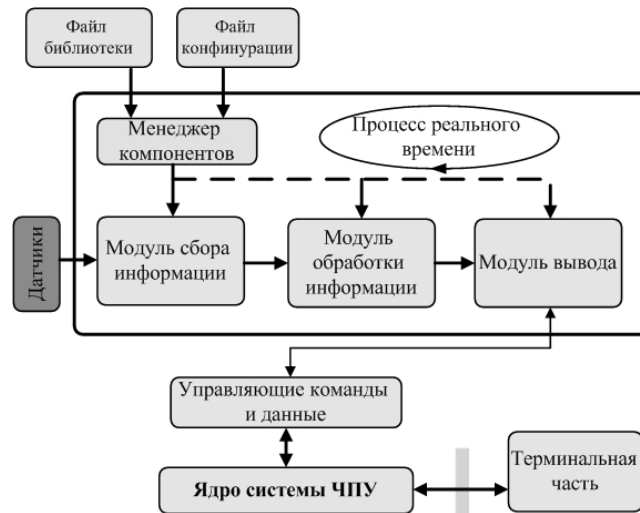 Файл
библиотеки
Файл
конфинурации
Менеджер
компонентов
Процесс реального
времени
Датчики
Модуль сбора
информации
Модуль
обработки
информации
Модуль вывода
Управляющие команды
и данные
Ядро системы ЧПУ
Терминальная
часть